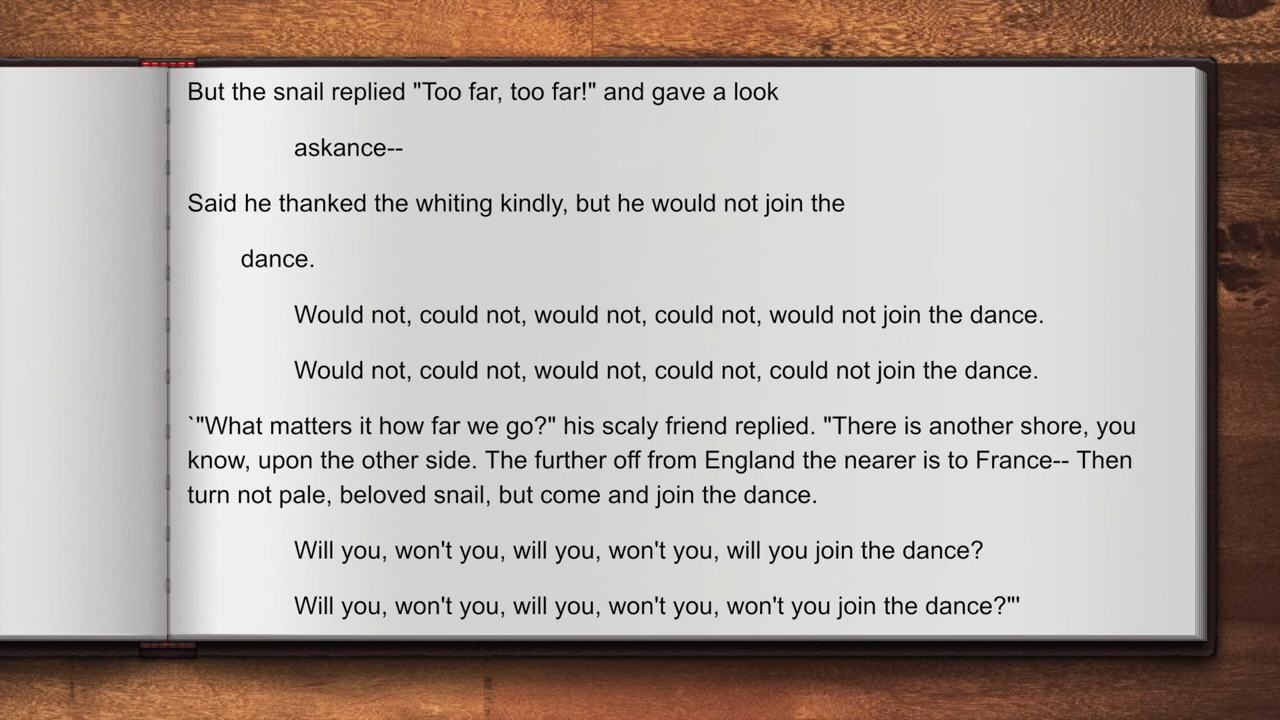 But the snail replied "Too far, too far!" and gave a look
askance--
Said he thanked the whiting kindly, but he would not join the
dance.
Would not, could not, would not, could not, would not join the dance.
Would not, could not, would not, could not, could not join the dance.
`"What matters it how far we go?" his scaly friend replied. "There is another shore, you
know, upon the other side. The further off from England the nearer is to France-- Then
turn not pale, beloved snail, but come and join the dance.
Will you, won't you, will you, won't you, will you join the dance?
Will you, won't you, will you, won't you, won't you join the dance?"'